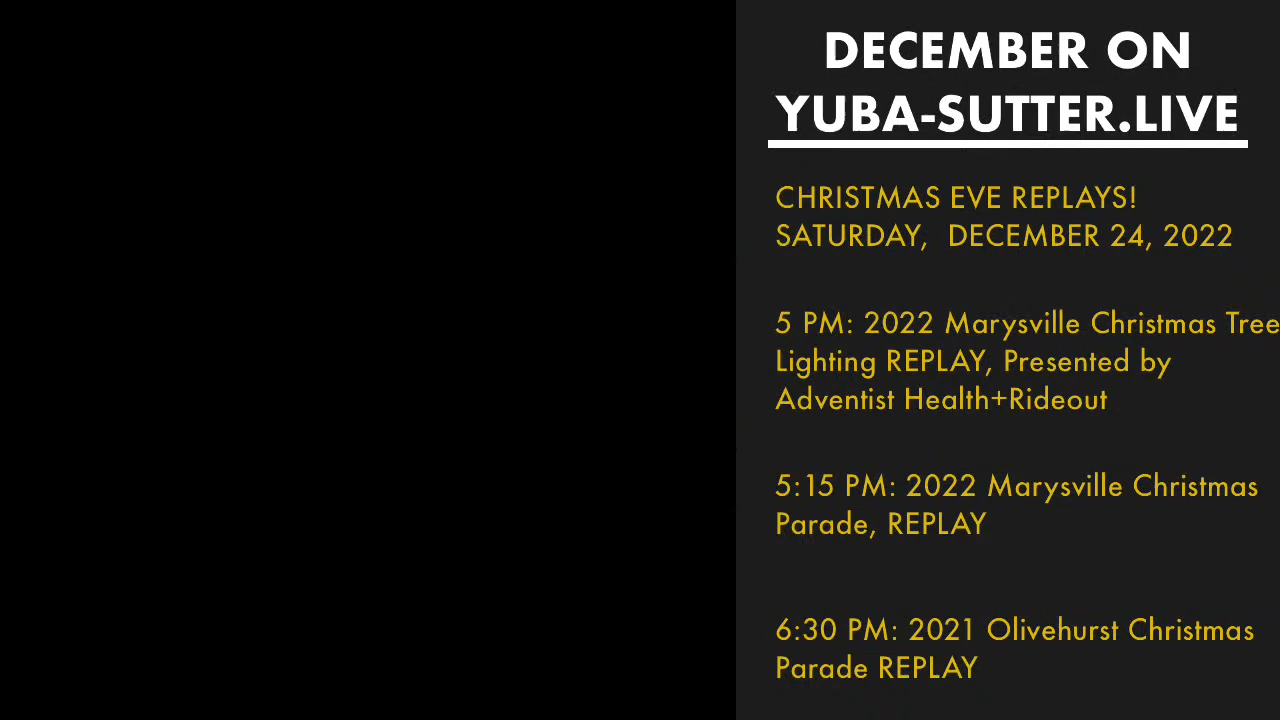 DECEMBER ON
YUBA-SUTTER.LIVE
CHRISTMAS EVE REPLAYS!
SATURDAY, DECEMBER 24, 2022
5 PM: 2022 Marysville Christmas Tree
Lighting REPLAY, Presented by
Adventist Health+Rideout
5:15 PM: 2022 Marysville Christmas
Parade, REPLAY
6:30 PM: 2021 Olivehurst Christmas
Parade REPLAY